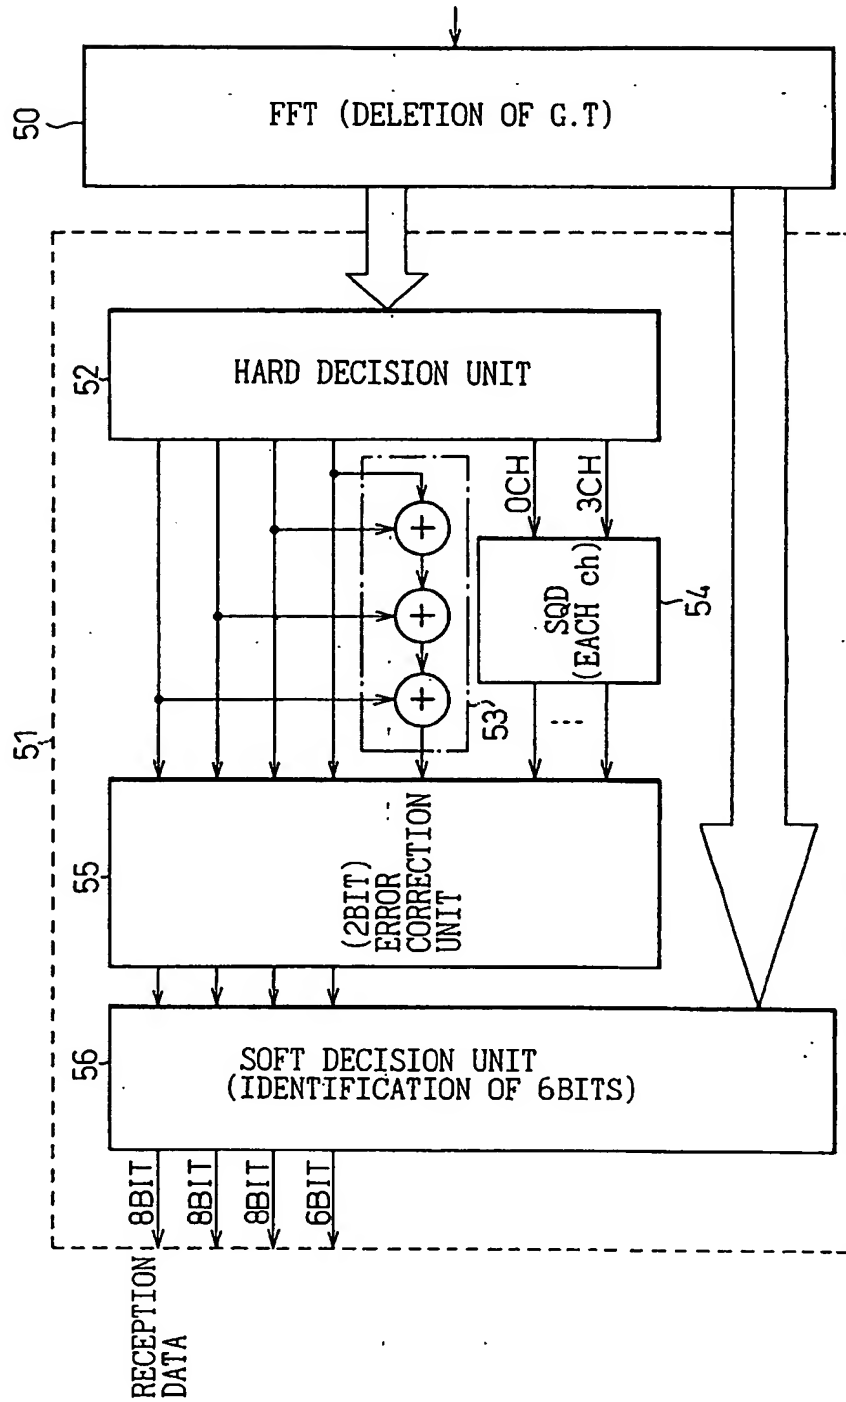 50
FFT (DELETION OF G.T)
51
52
HARD DECISION UNIT
0CH
3CH
53
SQD
(EACH ch)
54
55
(2BIT)
ERROR
CORRECTION
UNIT
56
SOFT DECISION UNIT
(IDENTIFICATION OF 6BITS)
8BIT
8BIT
8BIT
6BIT
RECEPTION
DATA